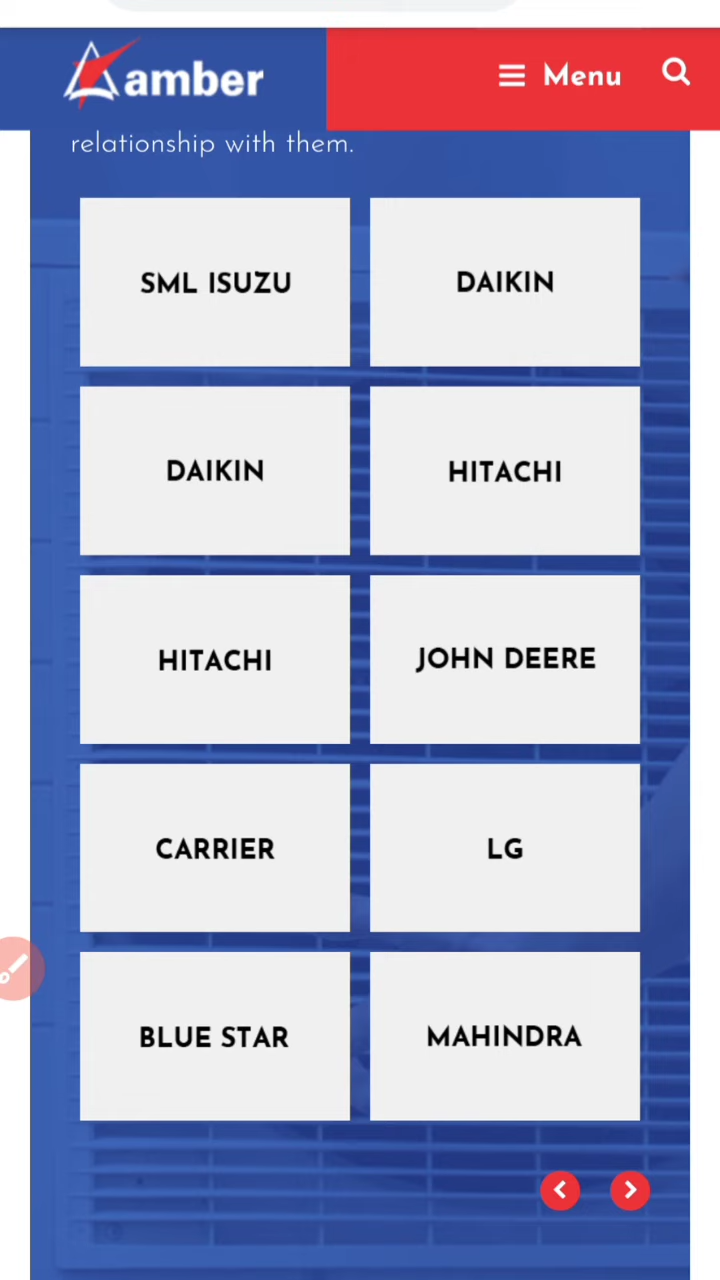 amber
Menu
relationship with them.
SML ISUZU
DAIKIN
DAIKIN
HITACHI
HITACHI
JOHN DEERE
CARRIER
LG
BLUE STAR
MAHINDRA